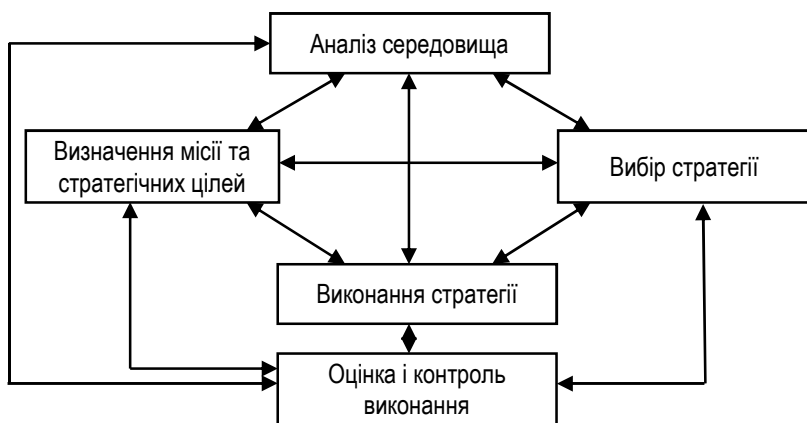 Аналіз середовища
Визначення місії та
стратегічних цілей
Вибір стратегії
Виконання стратегії
Оцінка і контроль
виконання